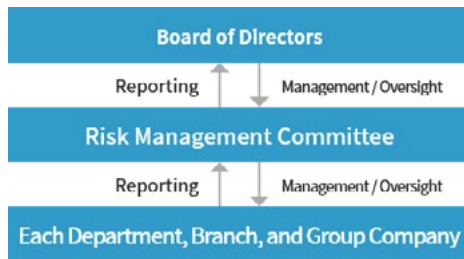 Board of Directors
Reporting Management / Oversight
Risk Management Committee
Reporting Management / Oversight
Each Department, Branch, and Group Company